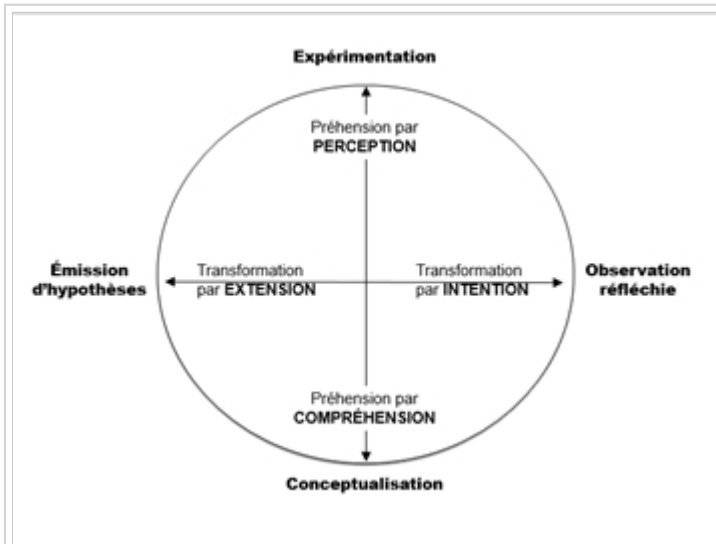 Expérimentation
Préhension par
PERCEPTION
Émission
d'hypothèses
Transformation
par EXTENSION
Transformation
par INTENTION
Observation
réfléchie
Préhension par
COMPRÉHENSION
Conceptualisation